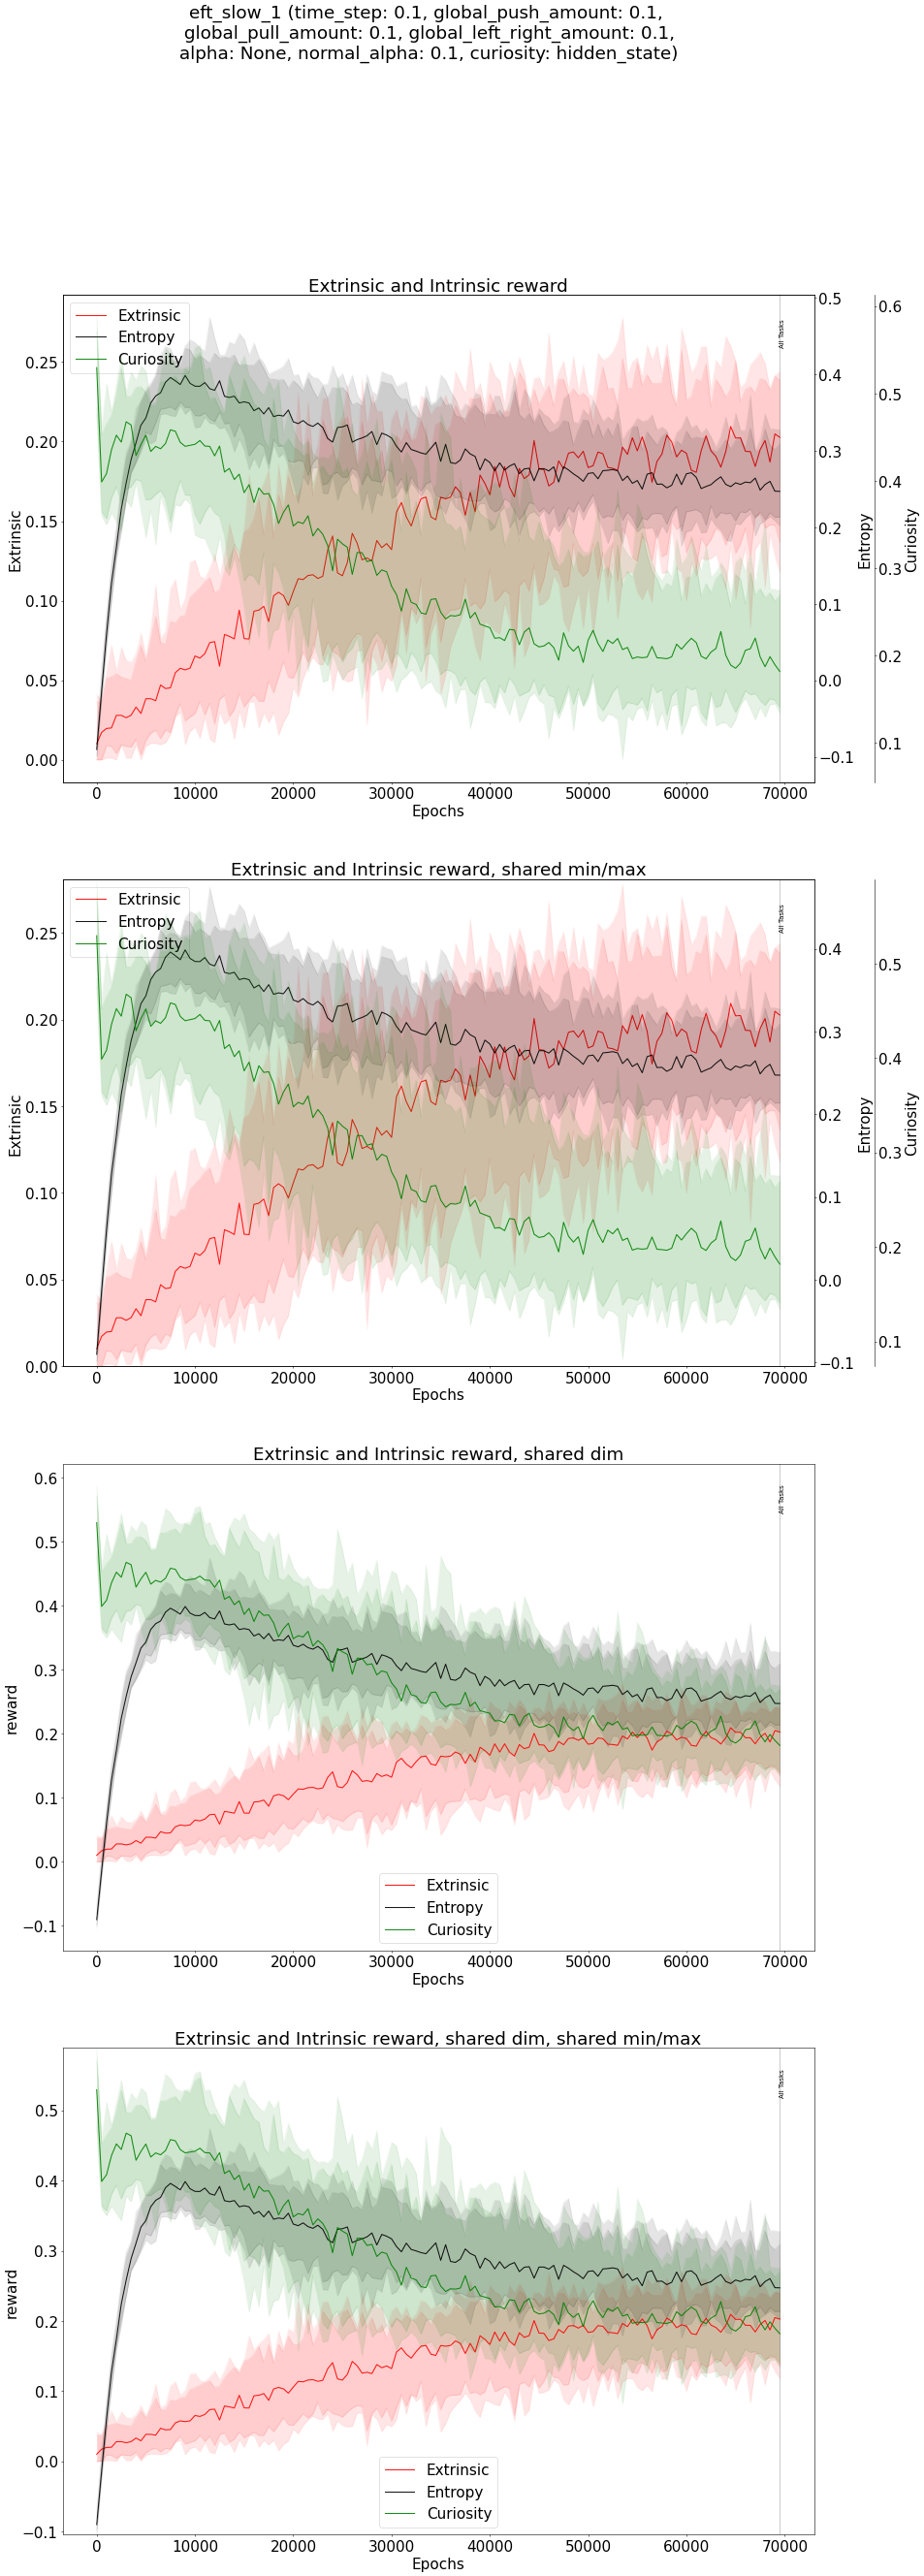 eft_slow_1 (time_step: 0.1, global_push_amount: 0.1,
global_pull_amount: 0.1, global_left_right_amount: 0.1,
alpha: None, normal_alpha: 0.1, curiosity: hidden_state)
Extrinsic and Intrinsic reward
Extrinsic
Entropy
Curiosity
All Tasks
0.25
0.20
0.15
0.10
0.05
0.00
Extrinsic
0.5
0.4
0.3
0.2
0.1
0.0
−0.1
Entropy
0.6
0.5
0.4
0.3
0.2
0.1
Curiosity
0 10000 20000 30000 40000 50000 60000 70000
Epochs
Extrinsic and Intrinsic reward, shared min/max
Extrinsic
Entropy
Curiosity
All Tasks
0.25
0.20
0.15
0.10
0.05
0.00
Extrinsic
0.4
0.3
0.2
0.1
0.0
−0.1
Entropy
0.5
0.4
0.3
0.2
0.1
Curiosity
0 10000 20000 30000 40000 50000 60000 70000
Epochs
Extrinsic and Intrinsic reward, shared dim
All Tasks
0.6
0.5
0.4
0.3
0.2
0.1
0.0
−0.1
reward
Extrinsic
Entropy
Curiosity
0 10000 20000 30000 40000 50000 60000 70000
Epochs
Extrinsic and Intrinsic reward, shared dim, shared min/max
All Tasks
0.5
0.4
0.3
0.2
0.1
0.0
−0.1
reward
Extrinsic
Entropy
Curiosity
0 10000 20000 30000 40000 50000 60000 70000
Epochs